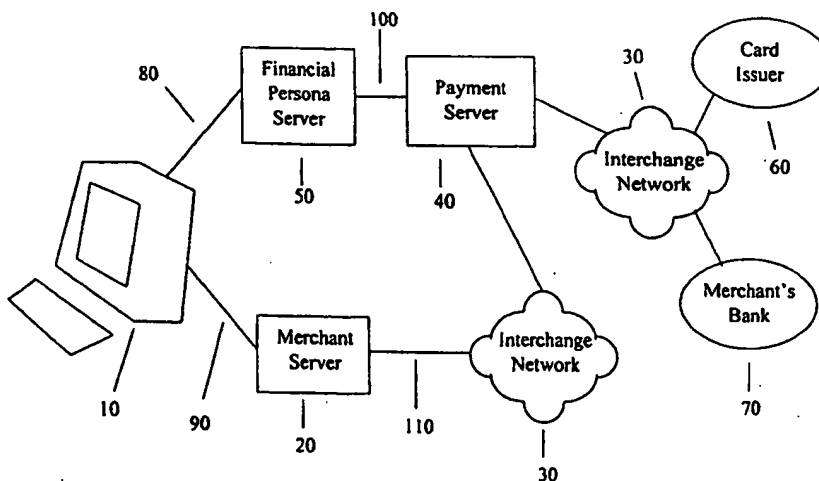 100
80
Financial
Persona
Server
50
Payment
Server
40
30
Card
Issuer
60
Interchange
Network
Merchant's
Bank
70
10
90
Merchant
Server
20
110
Interchange
Network
30